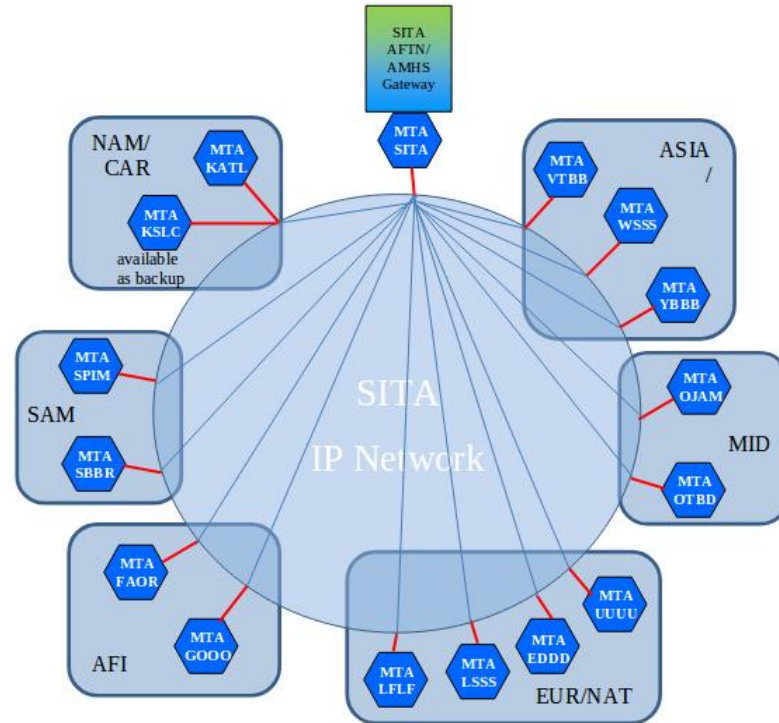 SITA
AFTN/
AMHS
Gateway
MTA
SITA
NAM/
CAR
MTA
KATL
MTA
KSLC
available
as backup
ASIA
/
MTA
VTBB
MTA
WSSS
MTA
YBBB
SAM
MTA
SPIM
MTA
SBBR
SITA
IP Network
MID
MTA
OJAM
MTA
OTBD
AFI
MTA
FAOR
MTA
GOOO
EUR/NAT
MTA
LFLF
MTA
LSSS
MTA
EDDD
MTA
UUUU